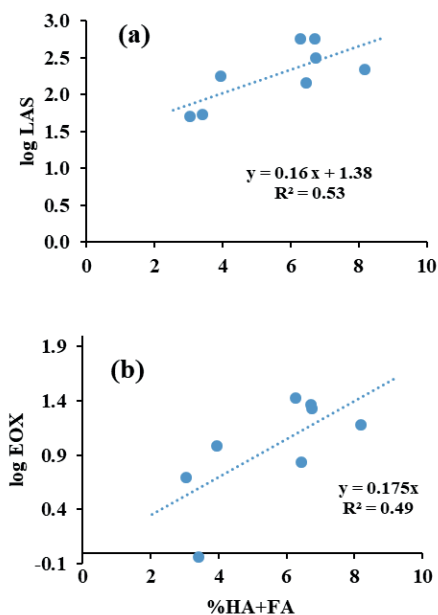 (a)
3.0
2.5
2.0
1.5
1.0
0.5
0.0
log LAS
y = 0.16 x + 1.38
R² = 0.53
0 2 4 6 8 10
(b)
1.9
1.4
0.9
0.4
-0.1
log EOX
y = 0.175x
R² = 0.49
0 2 4 6 8 10
%HA+FA